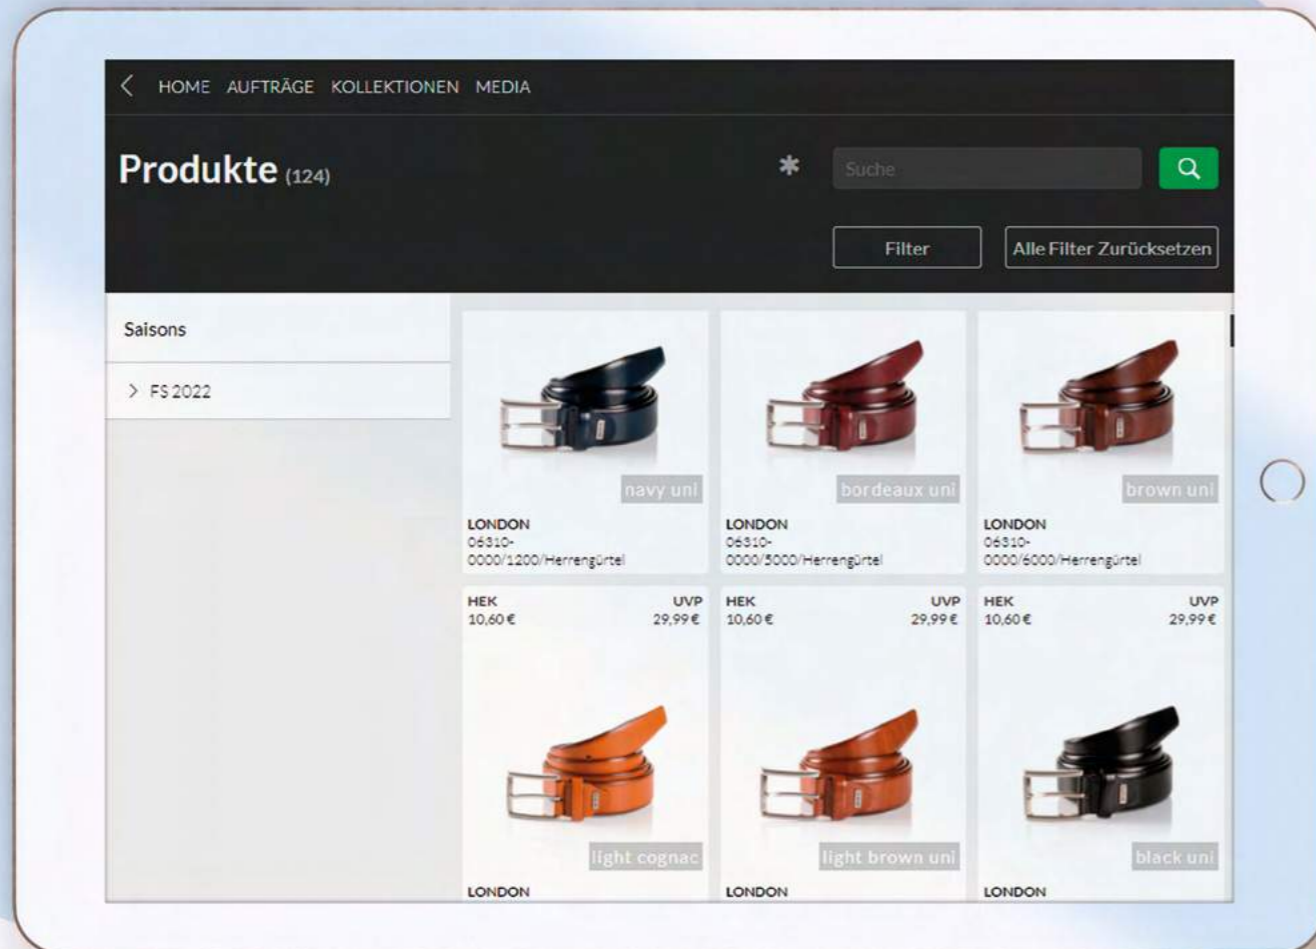 HOME AUFTRÄGE KOLLEKTIONEN MEDIA
Produkte (124)
Suche
Filter
Alle Filter Zurücksetzen
Saisons
FS 2022
navy uni
LONDON
06310-
0000/1200/Herrengürtel
bordeaux uni
LONDON
06310-
0000/5000/Herrengürtel
brown uni
LONDON
06310-
0000/6000/Herrengürtel
HEK UVP
10,60 € 29,99 €
light cognac
LONDON
HEK UVP
10,60 € 29,99 €
light brown uni
LONDON
HEK UVP
10,60 € 29,99 €
black uni
LONDON